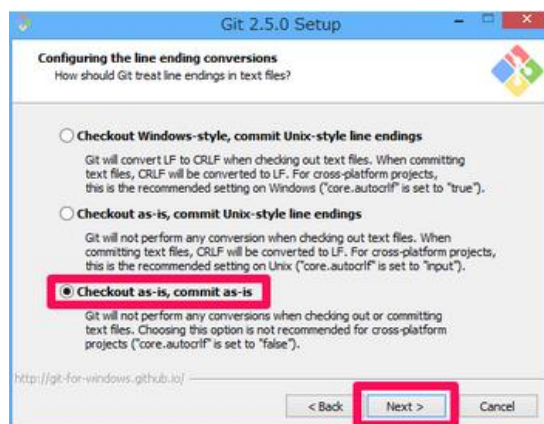 Git 2.5.0 Setup
Configuring the line ending conversions
How should Git treat line endings in text files?
Checkout Windows-style, commit Unix-style line endings
Git will convert LF to CRLF when checking out text files. When committing
text files, CRLF will be converted to LF. For cross-platform projects,
this is the recommended setting on Windows ("core.autocrlf" is set to "true").
Checkout as-is, commit Unix-style line endings
Git will not perform any conversion when checking out text files. When
committing text files, CRLF will be converted to LF. For cross-platform projects,
this is the recommended setting on Unix ("core.autocrlf" is set to "input").
Checkout as-is, commit as-is
Git will not perform any conversions when checking out or committing
text files. Choosing this option is not recommended for cross-platform
projects ("core.autocrlf" is set to "false").
http://git-for-windows.github.io/
< Back Next > Cancel